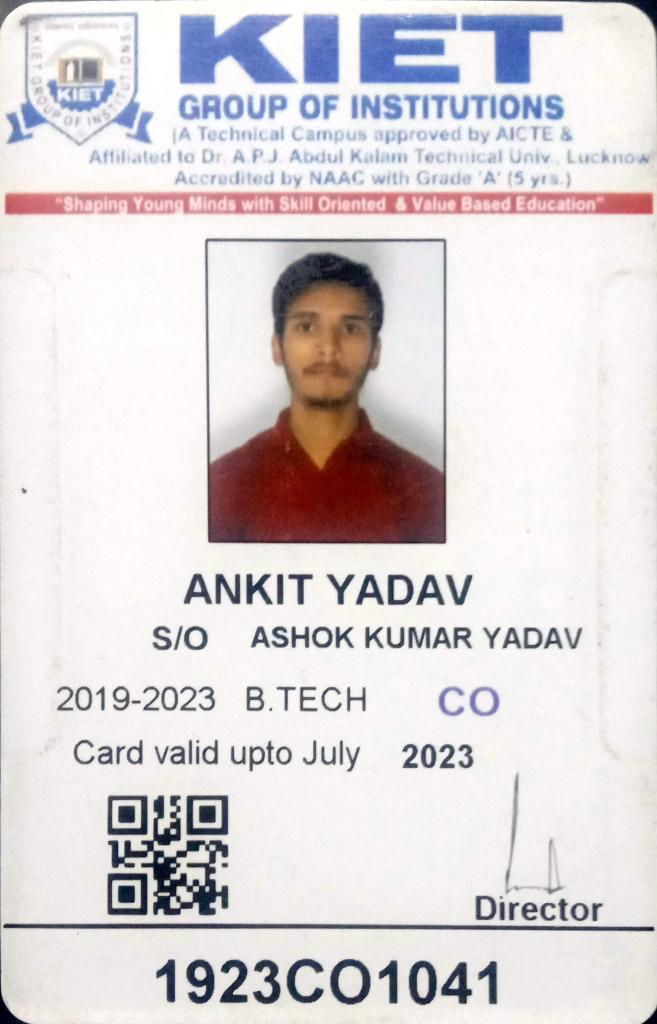 KIET GROUP OF INSTITUTIONS
KIET
KIET
GROUP OF INSTITUTIONS
(A Technical Campus approved by AICTE &
Affiliated to Dr. A.P.J. Abdul Kalam Technical Univ., Lucknow
Accredited by NAAC with Grade 'A' (5 yrs.)
"Shaping Young Minds with Skill Oriented & Value Based Education"
ANKIT YADAV
S/O ASHOK KUMAR YADAV
2019-2023 B.TECH CO
Card valid upto July 2023
Director
1923CO1041